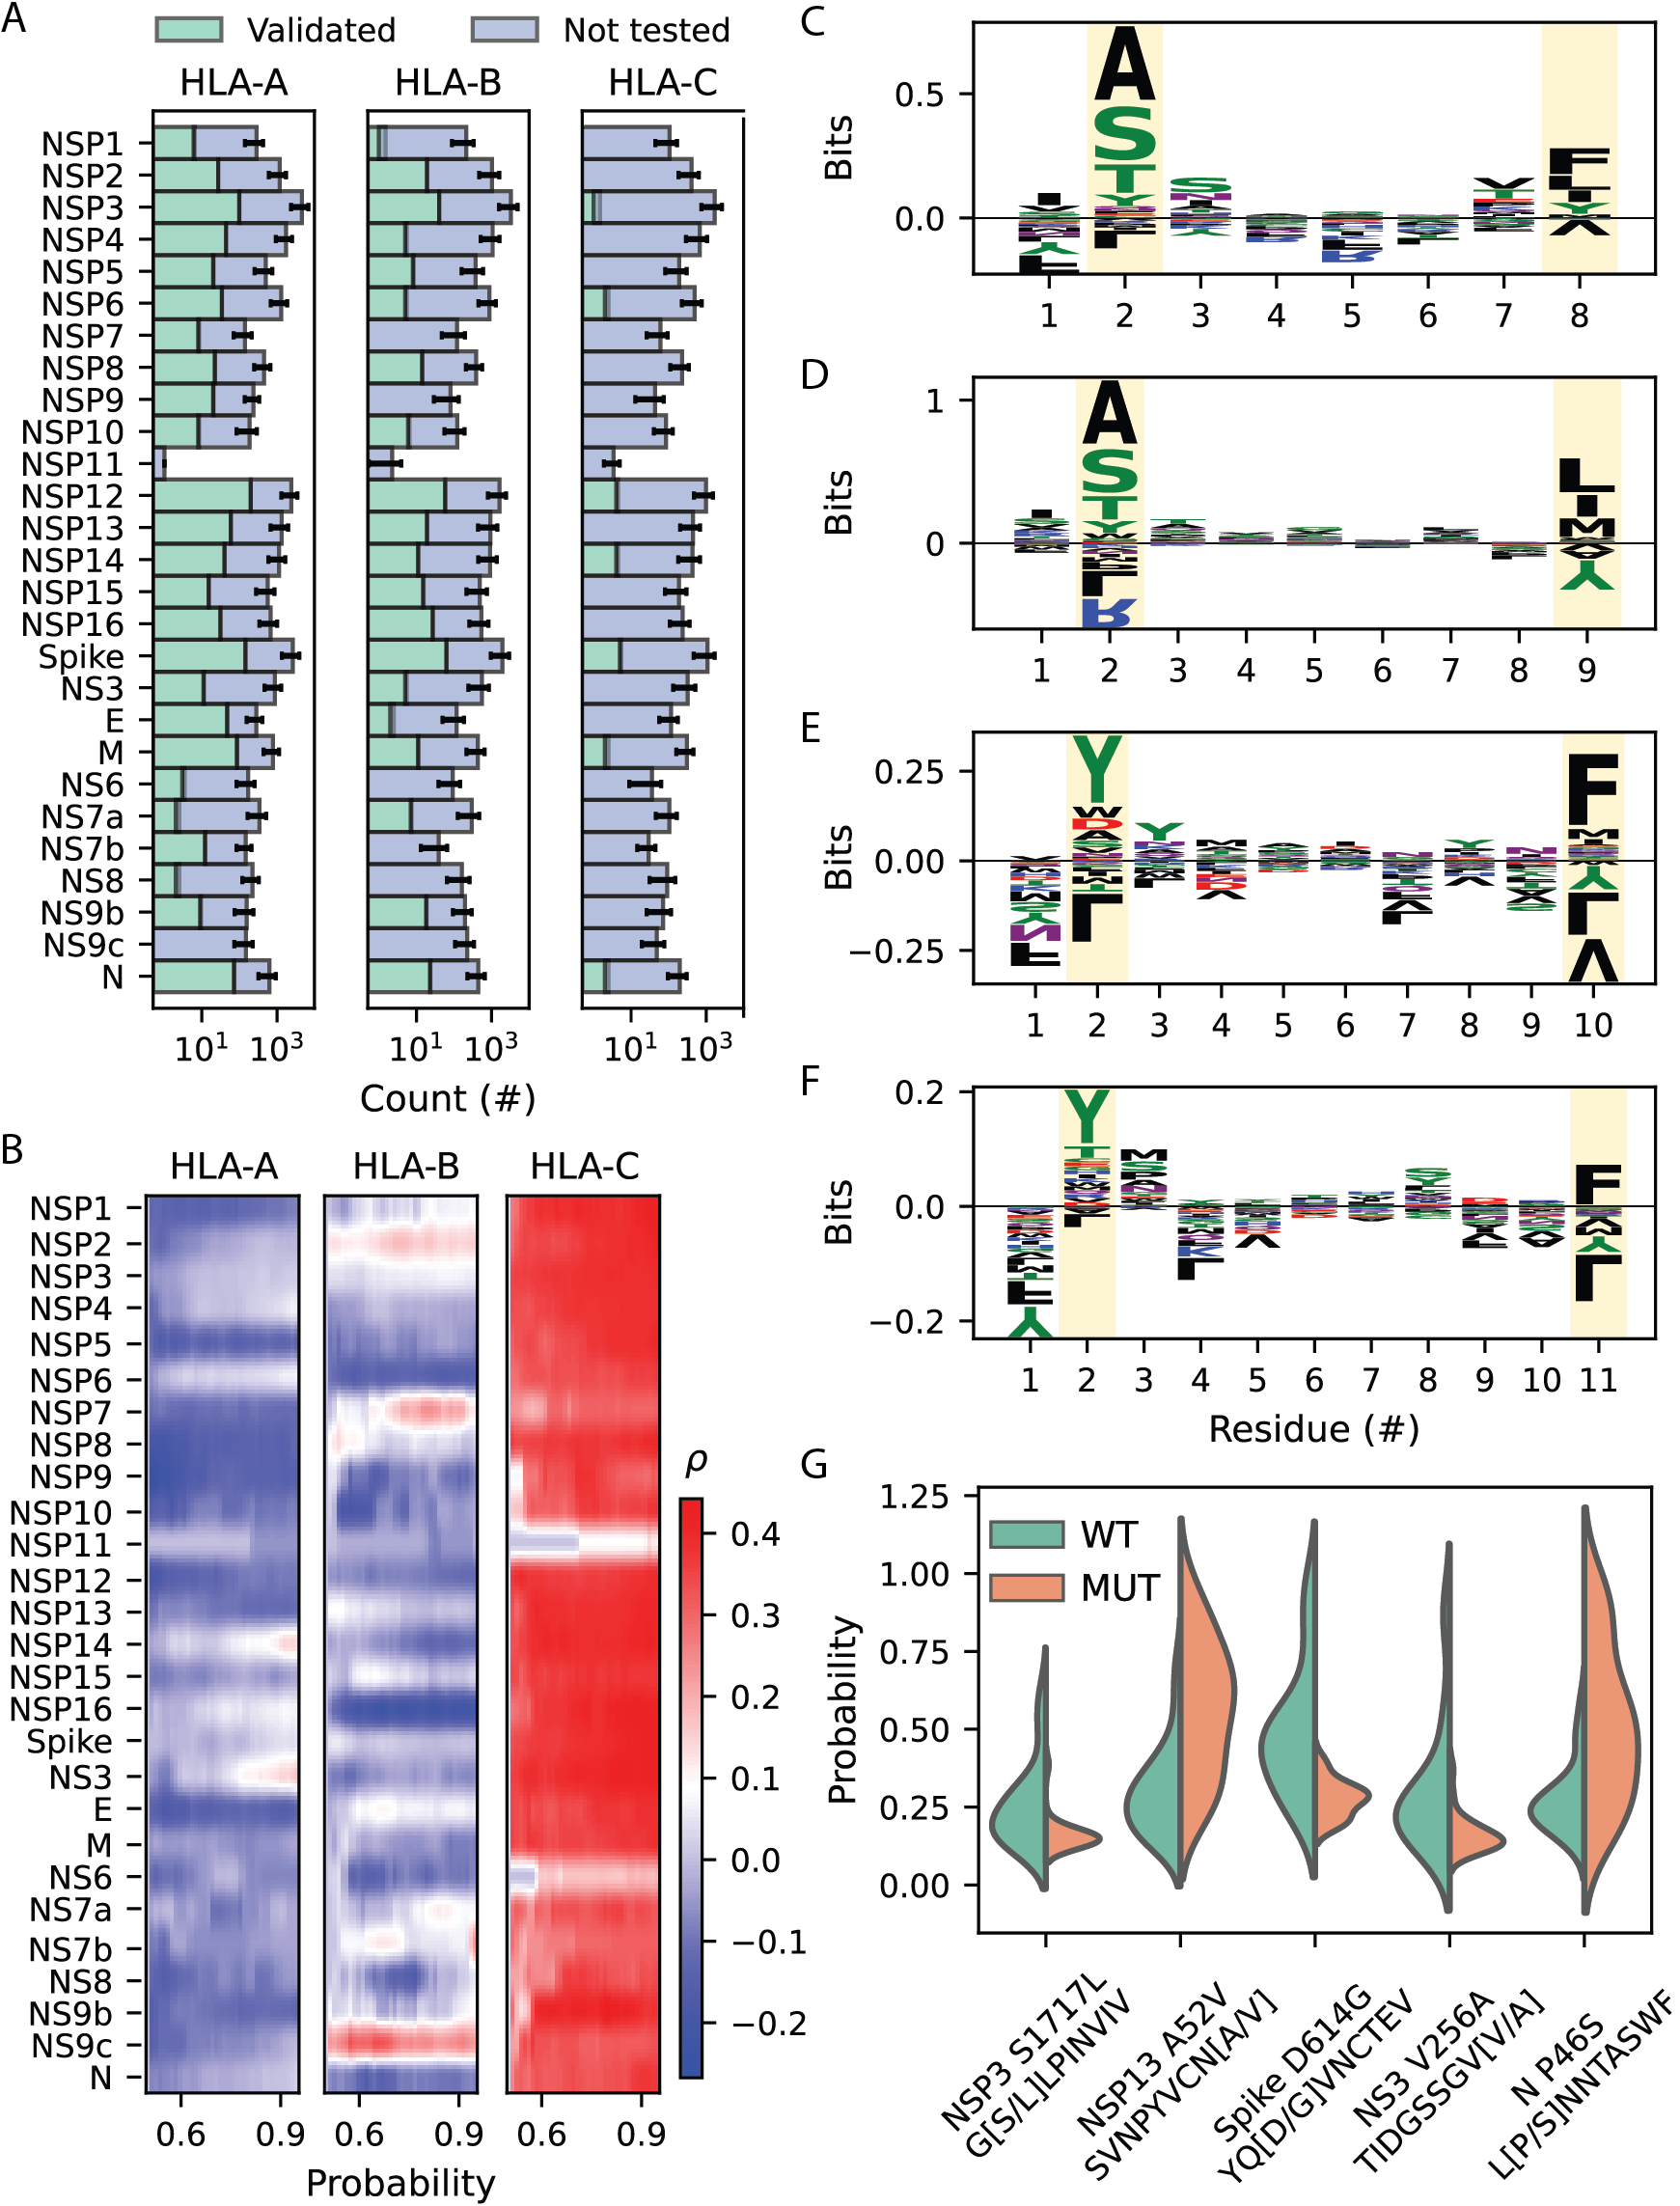 A
Validated
Not tested
HLA-A
HLA-B
HLA-C
NSP1
NSP2
NSP3
NSP4
NSP5
NSP6
NSP7
NSP8
NSP9
NSP10
NSP11
NSP12
NSP13
NSP14
NSP15
NSP16
Spike
NS3
E
M
NS6
NS7a
NS7b
NS8
NS9b
NS9c
N
10¹ 10³
10¹ 10³
10¹ 10³
Count (#)
B
HLA-A
HLA-B
HLA-C
NSP1
NSP2
NSP3
NSP4
NSP5
NSP6
NSP7
NSP8
NSP9
NSP10
NSP11
NSP12
NSP13
NSP14
NSP15
NSP16
Spike
NS3
E
M
NS6
NS7a
NS7b
NS8
NS9b
NS9c
N
0.6 0.9
0.6 0.9
0.6 0.9
Probability
ρ
0.4
0.3
0.2
0.1
0.0
−0.1
−0.2
C
Bits
0.5
0.0
A
S
T
1 2 3 4 5 6 7 8
D
Bits
1
0
A
S
T
R
L
I
M
Y
1 2 3 4 5 6 7 8 9
E
Bits
0.25
0.00
−0.25
Y
L
F
1 2 3 4 5 6 7 8 9 10
F
Bits
0.2
0.0
−0.2
Y
F
L
1 2 3 4 5 6 7 8 9 10 11
Residue (#)
G
WT
MUT
Probability
1.25
1.00
0.75
0.50
0.25
0.00
NSP3 S1717L
G[S/L]LPINVIV
NSP13 A52V
SVNPYVCN[A/V]
Spike D614G
YQ[D/G]VNCTEV
NS3 V256A
TIDGSSGV[V/A]
N P46S
L[P/S]NNTASWF